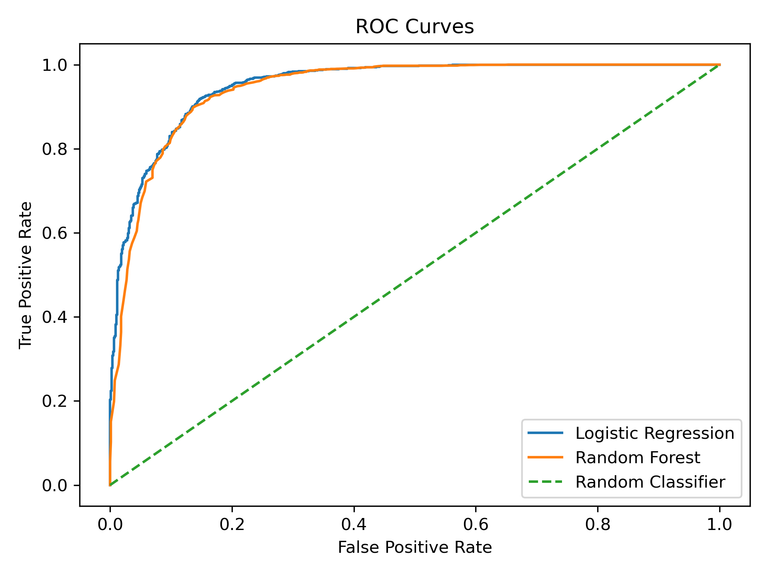 ROC Curves
True Positive Rate
1.0
0.8
0.6
0.4
0.2
0.0
0.0 0.2 0.4 0.6 0.8 1.0
False Positive Rate
Logistic Regression
Random Forest
Random Classifier